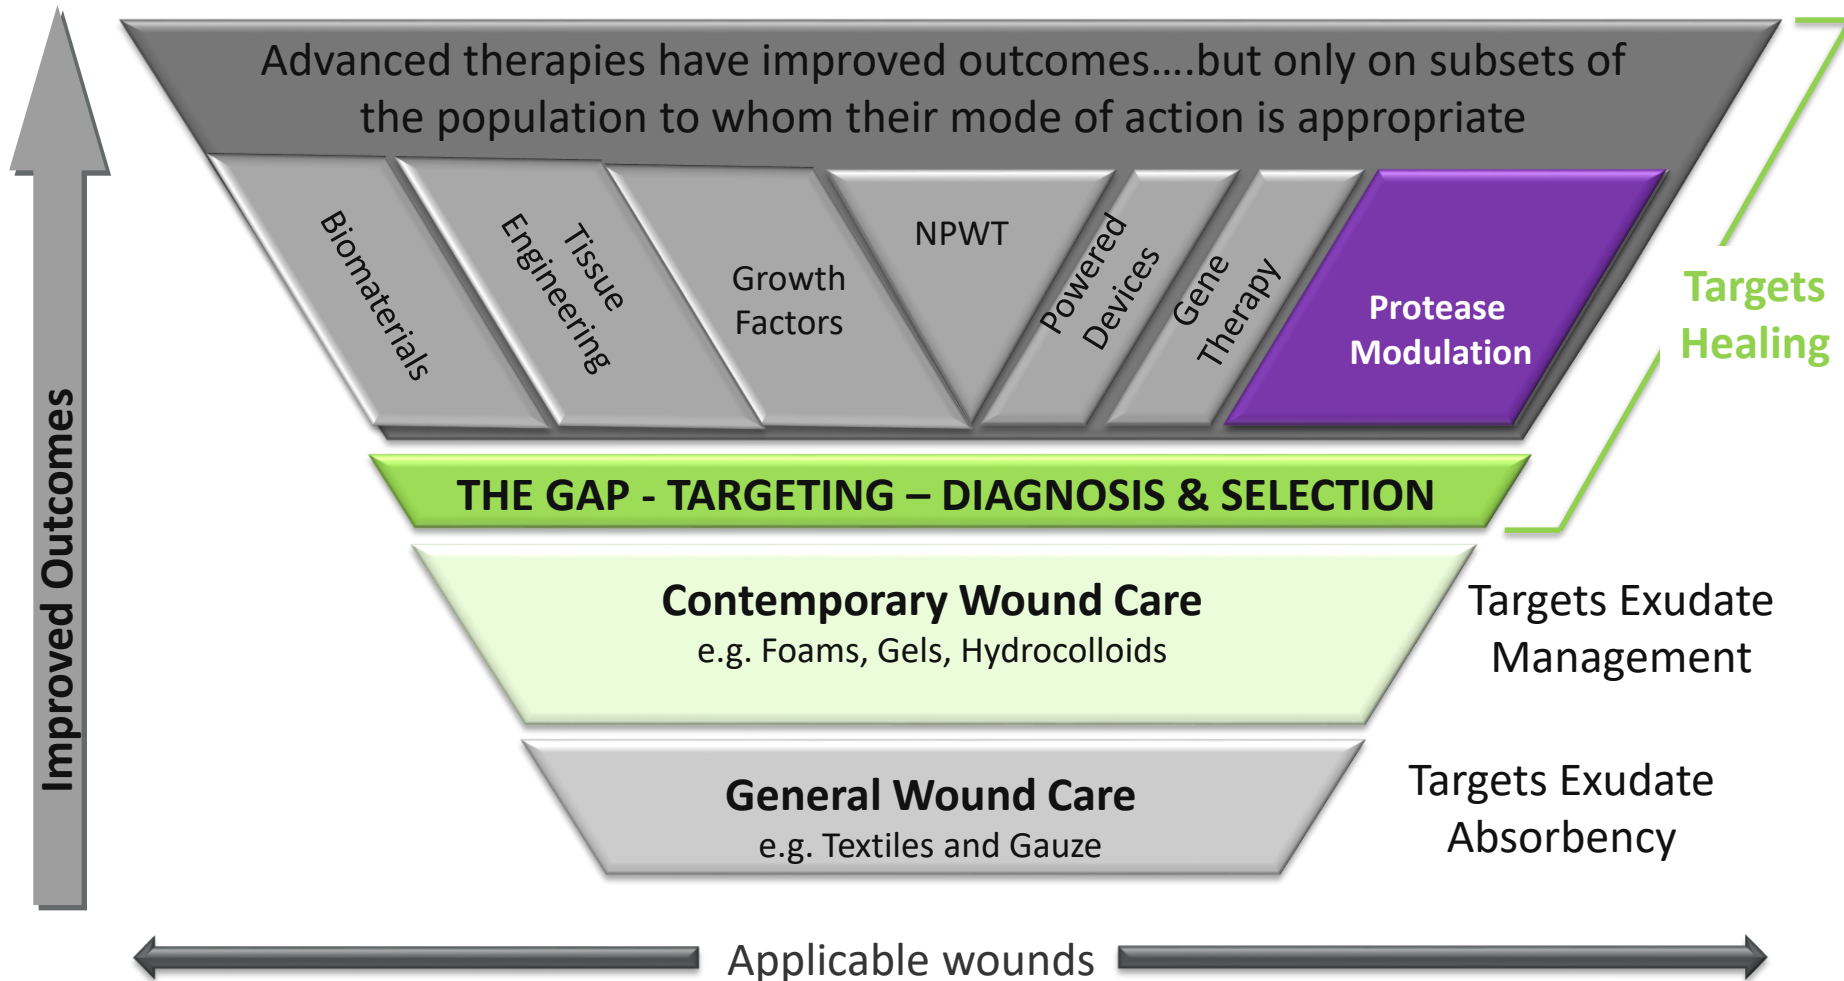 Advanced therapies have improved outcomes....but only on subsets of
the population to whom their mode of action is appropriate
Biomaterials
Tissue
Engineering
Growth
Factors
NPWT
Powered
Devices
Gene
Therapy
Protease
Modulation
Targets
Healing
THE GAP - TARGETING – DIAGNOSIS & SELECTION
Contemporary Wound Care
e.g. Foams, Gels, Hydrocolloids
Targets Exudate
Management
General Wound Care
e.g. Textiles and Gauze
Targets Exudate
Absorbency
Improved Outcomes
Applicable wounds